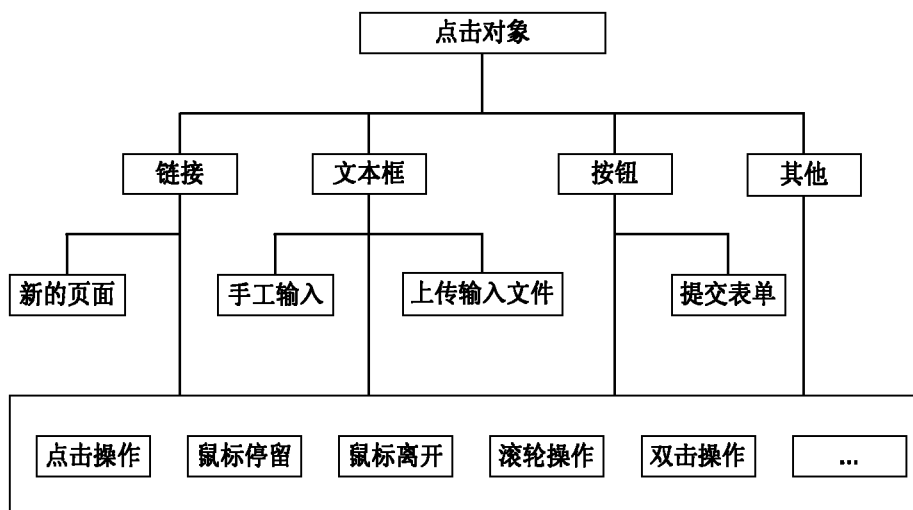 点击对象
链接
文本框
按钮
其他
新的页面
手工输入
上传输入文件
提交表单
点击操作
鼠标停留
鼠标离开
滚轮操作
双击操作
...